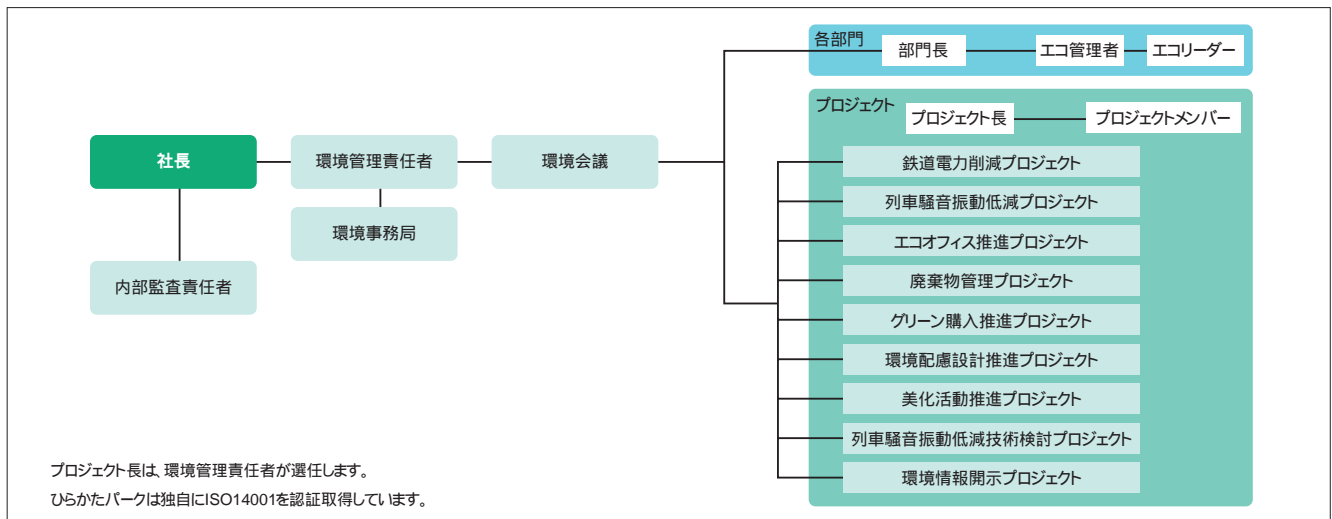 各部門
部門長
エコ管理者
エコリーダー
プロジェクト
プロジェクト長
プロジェクトメンバー
社長
環境管理責任者
環境会議
環境事務局
内部監査責任者
鉄道電力削減プロジェクト
列車騒音振動低減プロジェクト
エコオフィス推進プロジェクト
廃棄物管理プロジェクト
グリーン購入推進プロジェクト
環境配慮設計推進プロジェクト
美化活動推進プロジェクト
列車騒音振動低減技術検討プロジェクト
環境情報開示プロジェクト
プロジェクト長は、環境管理責任者が選任します。
ひらかたパークは独自にISO14001を認証取得しています。